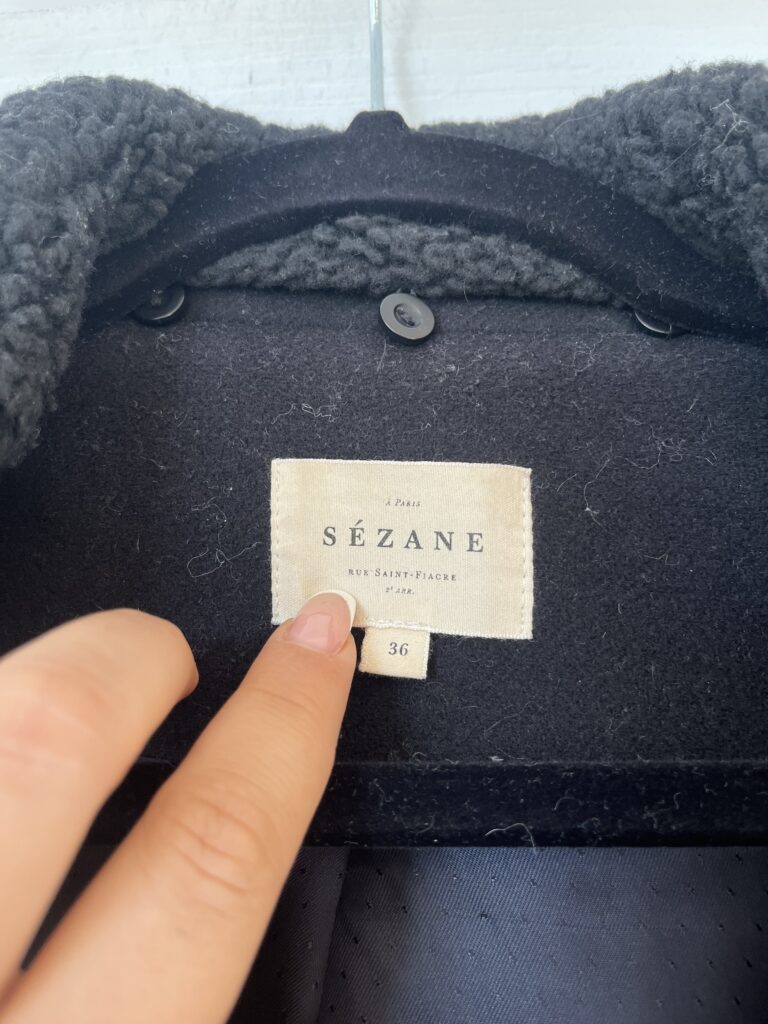 À PARIS
SÉZANE
RUE SAINT-FIACRE
2ᵉ ARR.
36